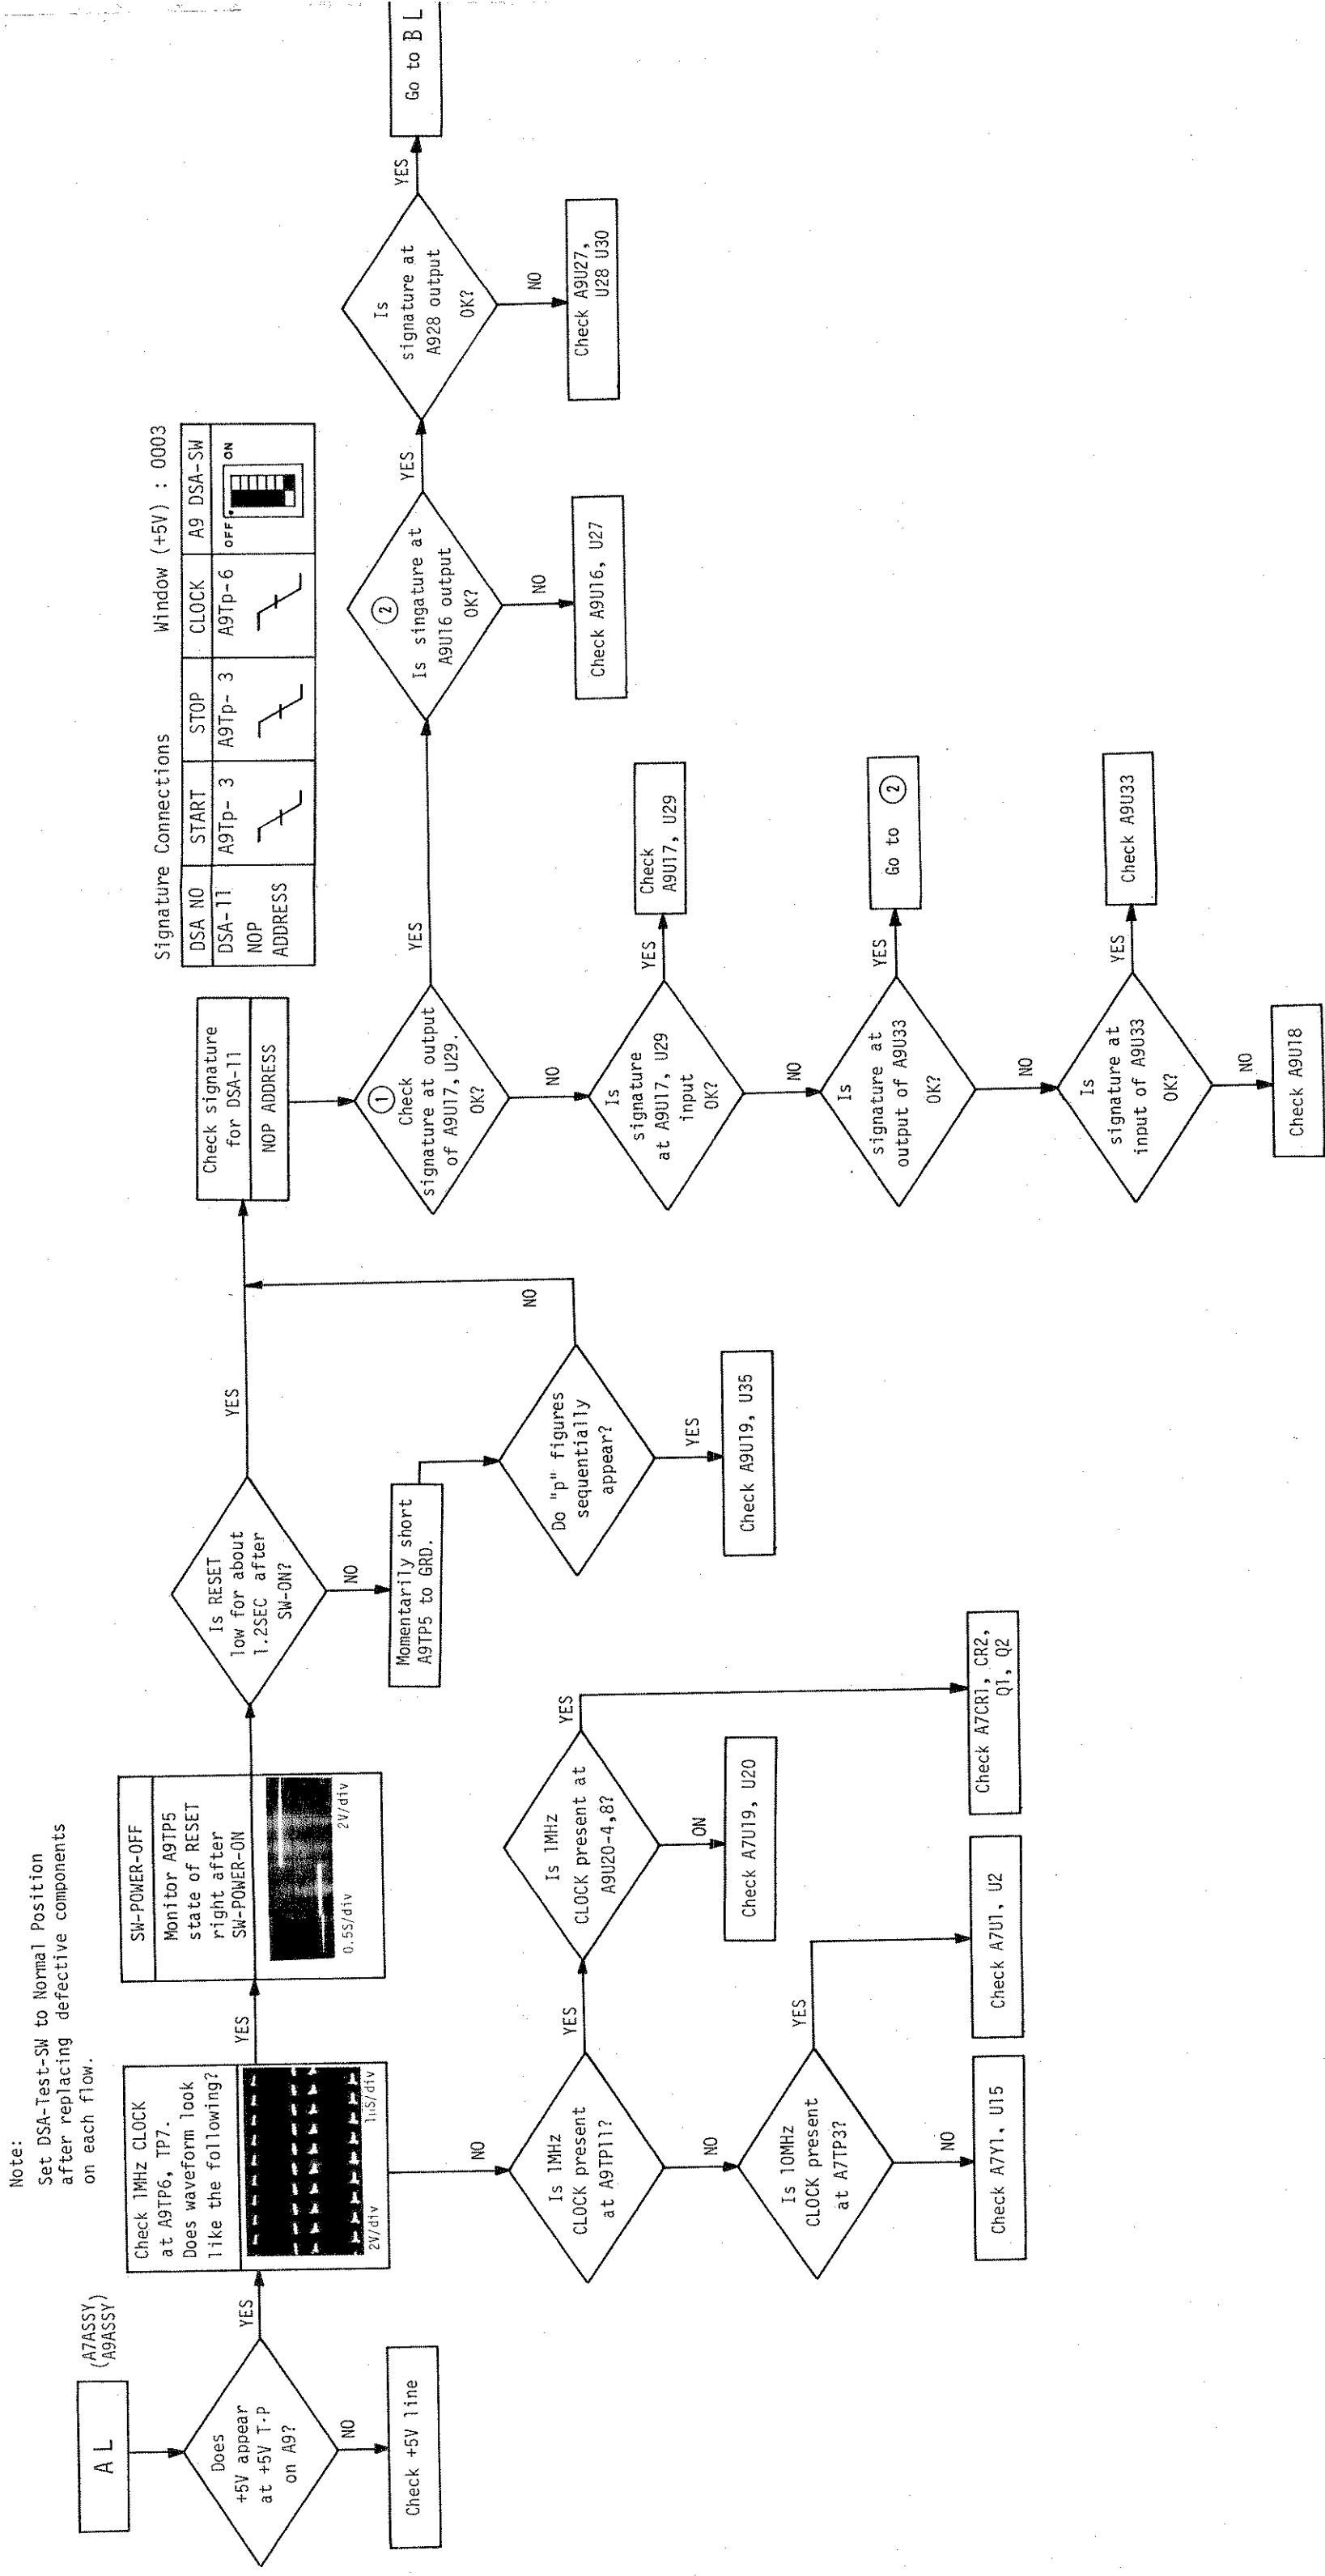 Note:
Set DSA-Test-SW to Normal Position
after replacing defective components
on each flow.
A L
(A7ASSY
A9ASSY)
Does
+5V appear
at +5V T·P
on A9?
YES
NO
Check +5V line
Check 1MHz CLOCK
at A9TP6, TP7.
Does waveform look
like the following?
2V/div
1µS/div
YES
NO
SW-POWER-OFF
Monitor A9TP5
state of RESET
right after
SW-POWER-ON
0.5S/div
2V/div
Is 1MHz
CLOCK present
at A9TP11?
YES
NO
Is 10MHz
CLOCK present
at A7TP3?
YES
NO
Check A7Y1, U15
Check A7U1, U2
Is 1MHz
CLOCK present at
A9U20-4,8?
YES
ON
Check A7U19, U20
Check A7CR1, CR2,
Q1, Q2
Is RESET
low for about
1.2SEC after
SW-ON?
YES
NO
Momentarily short
A9TP5 to GRD.
Do "p" figures
sequentially
appear?
NO
YES
Check A9U19, U35
Check signature
for DSA-11
NOP ADDRESS
Signature Connections
Window (+5V) : 0003
DSA NO START STOP CLOCK A9 DSA-SW
DSA-11 A9Tp- 3 A9Tp- 3 A9Tp-6 OFF ON
NOP
ADDRESS
1
Check
signature at output
of A9U17, U29.
OK?
YES
NO
Is
signature
at A9U17, U29
input
OK?
YES
NO
Check
A9U17, U29
Is
signature at
output of A9U33
OK?
YES
NO
Go to 2
Is
signature at
input of A9U33
OK?
YES
NO
Check A9U33
Check A9U18
2
Is singature at
A9U16 output
OK?
YES
NO
Check A9U16, U27
Is
signature at
A928 output
OK?
YES
NO
Check A9U27,
U28 U30
Go to B L